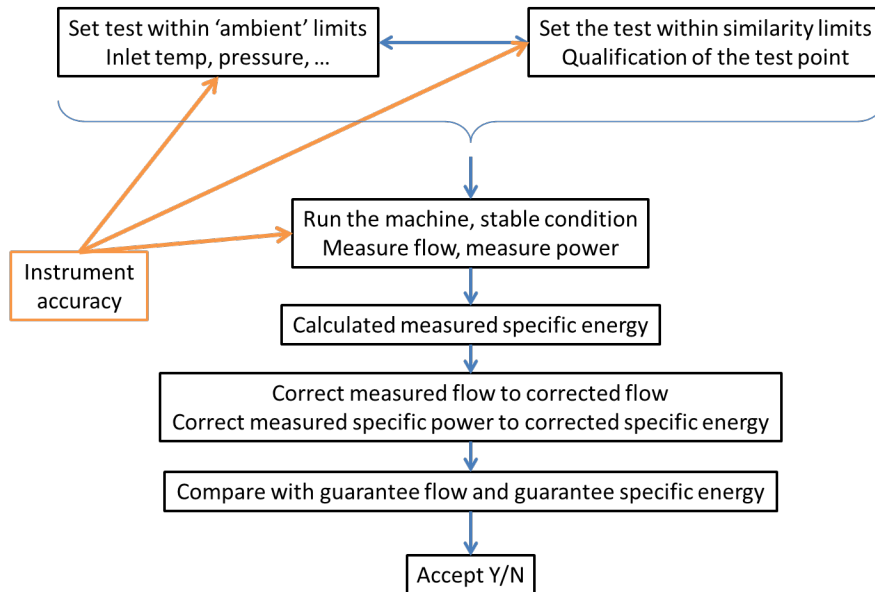 Set test within ‘ambient’ limits
Inlet temp, pressure, ...
Set the test within similarity limits
Qualification of the test point
Run the machine, stable condition
Measure flow, measure power
Instrument
accuracy
Calculated measured specific energy
Correct measured flow to corrected flow
Correct measured specific power to corrected specific energy
Compare with guarantee flow and guarantee specific energy
Accept Y/N